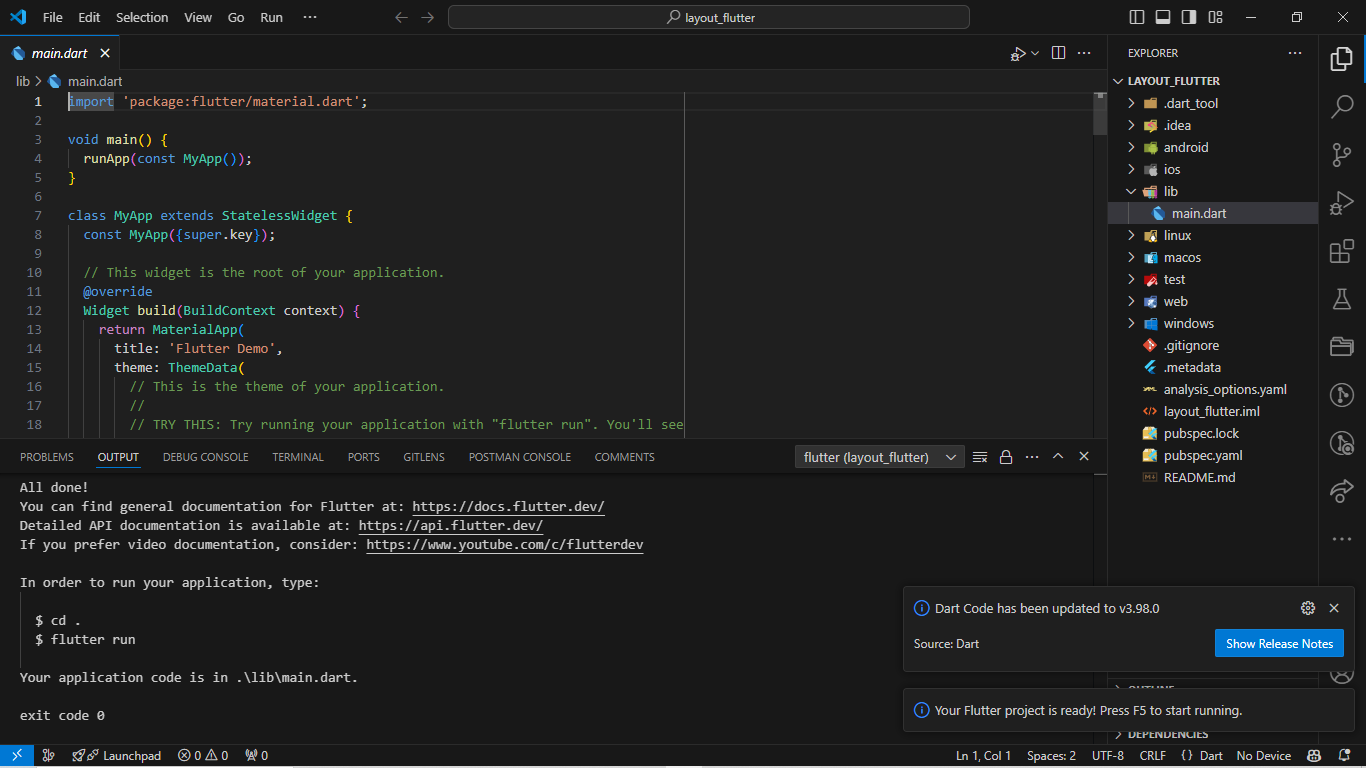 File Edit Selection View Go Run ···
layout_flutter
main.dart
lib > main.dart
1 import 'package:flutter/material.dart';
2
3 void main() {
4 runApp(const MyApp());
5 }
6
7 class MyApp extends StatelessWidget {
8 const MyApp({super.key});
9
10 // This widget is the root of your application.
11 @override
12 Widget build(BuildContext context) {
13 return MaterialApp(
14 title: 'Flutter Demo',
15 theme: ThemeData(
16 // This is the theme of your application.
17 //
18 // TRY THIS: Try running your application with "flutter run". You'll see
PROBLEMS OUTPUT DEBUG CONSOLE TERMINAL PORTS GITLENS POSTMAN CONSOLE COMMENTS
flutter (layout_flutter)
All done!
You can find general documentation for Flutter at: https://docs.flutter.dev/
Detailed API documentation is available at: https://api.flutter.dev/
If you prefer video documentation, consider: https://www.youtube.com/c/flutterdev
In order to run your application, type:
$ cd .
$ flutter run
Your application code is in .\lib\main.dart.
exit code 0
EXPLORER
LAYOUT_FLUTTER
.dart_tool
.idea
android
ios
lib
main.dart
linux
macos
test
web
windows
.gitignore
.metadata
analysis_options.yaml
layout_flutter.iml
pubspec.lock
pubspec.yaml
README.md
Dart Code has been updated to v3.98.0
Source: Dart
Show Release Notes
OUTLINE
Your Flutter project is ready! Press F5 to start running.
DEPENDENCIES
Launchpad 0 0 0
Ln 1, Col 1 Spaces: 2 UTF-8 CRLF {} Dart No Device